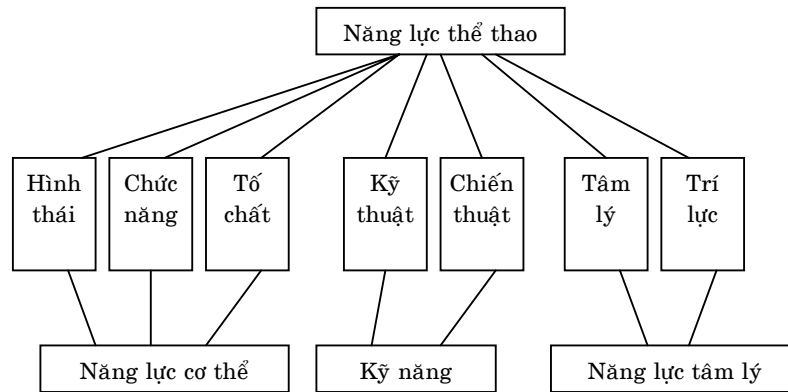 Năng lực thể thao
Hình
thái
Chức
năng
Tố
chất
Kỹ
thuật
Chiến
thuật
Tâm
lý
Trí
lực
Năng lực cơ thể
Kỹ năng
Năng lực tâm lý